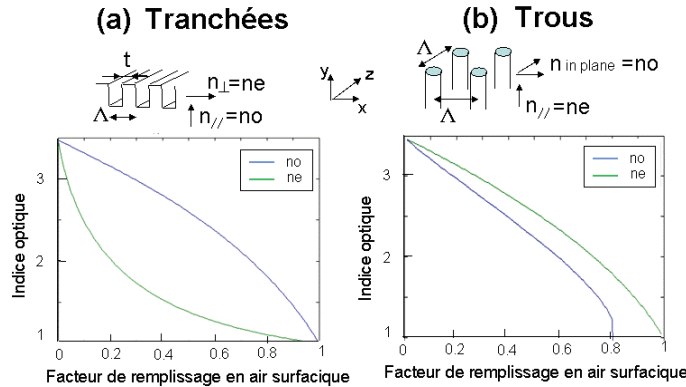 (a) Tranchées
t
Λ
n⊥=ne
n//=no
y
z
x
no
ne
Indice optique
3
2
1
0
0.2
0.4
0.6
0.8
1
Facteur de remplissage en air surfacique
(b) Trous
Λ
Λ
n in plane =no
n//=ne
no
ne
Indice optique
3
2
1
0
0.2
0.4
0.6
0.8
1
Facteur de remplissage en air surfacique